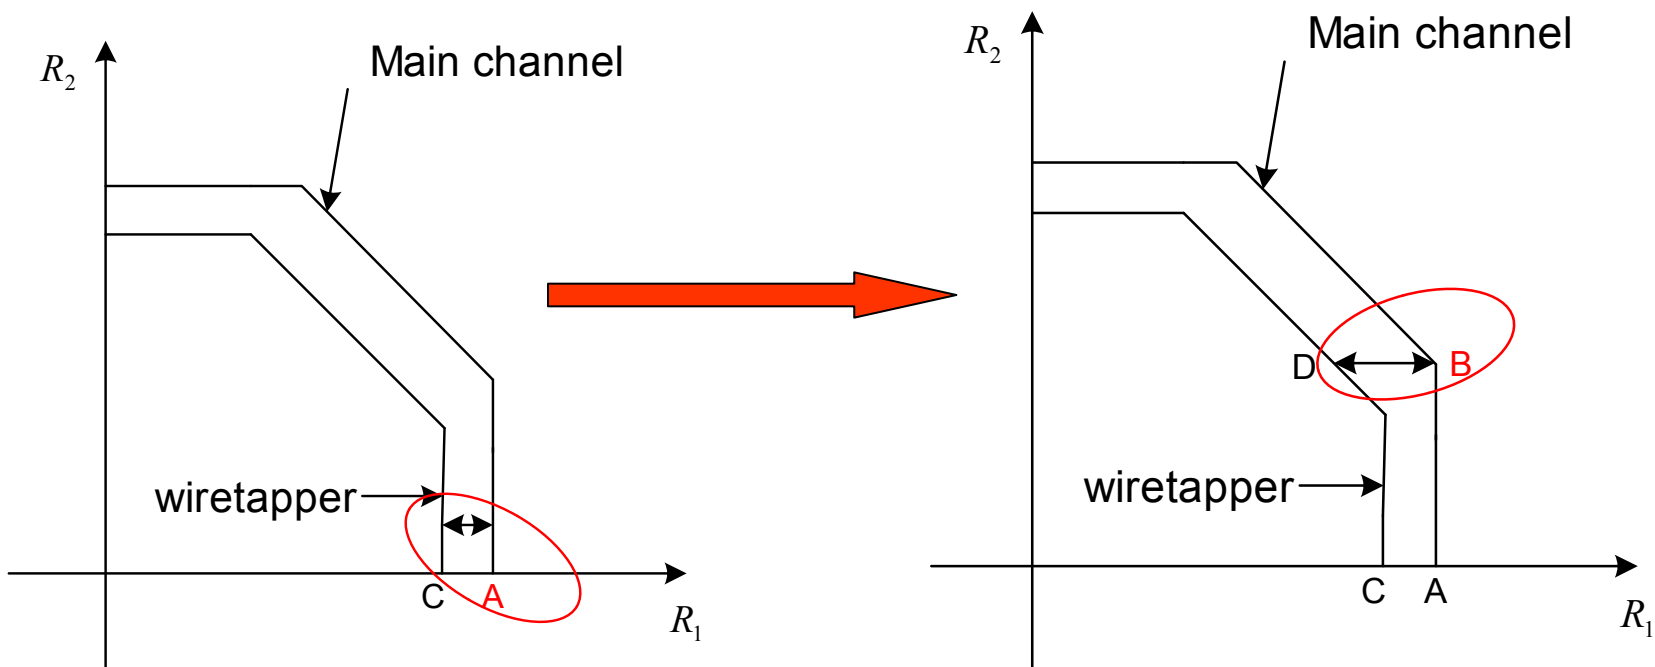 R₂
Main channel
wiretapper
C
A
R₁
R₂
Main channel
D
B
wiretapper
C
A
R₁